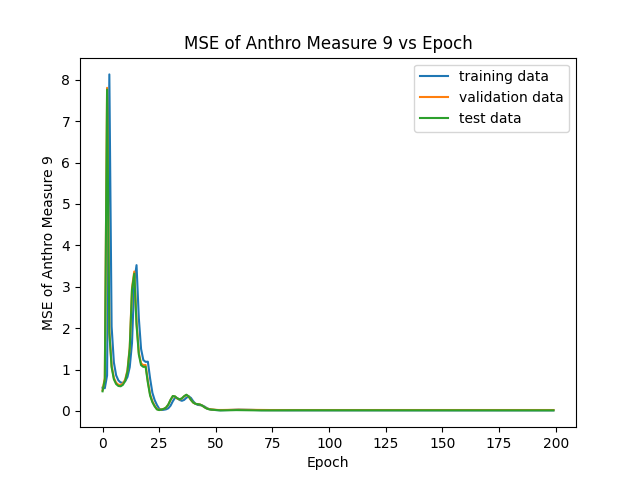 MSE of Anthro Measure 9 vs Epoch
training data
validation data
test data
MSE of Anthro Measure 9
8
7
6
5
4
3
2
1
0
0 25 50 75 100 125 150 175 200
Epoch